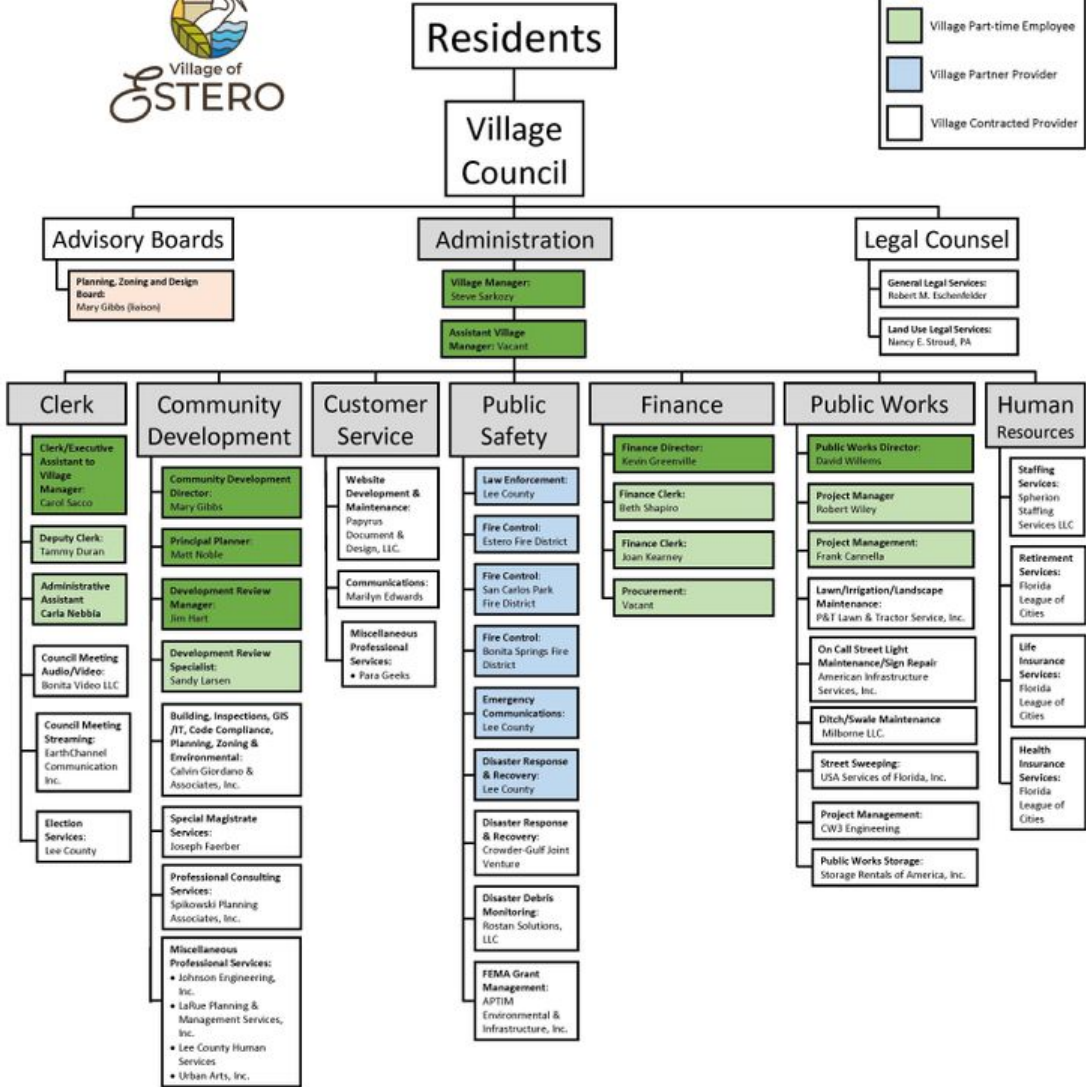 Village of
ESTERO
Residents
Village Part-time Employee
Village Partner Provider
Village Contracted Provider
Village
Council
Advisory Boards
Planning, Zoning and Design
Board:
Mary Gibbs (liaison)
Administration
Village Manager:
Steve Sarkozy
Assistant Village
Manager: Vacant
Legal Counsel
General Legal Services:
Robert M. Eschenfelder
Land Use Legal Services:
Nancy E. Stroud, PA
Clerk
Clerk/Executive
Assistant to
Village
Manager:
Carol Sacco
Deputy Clerk:
Tammy Duran
Administrative
Assistant
Carla Nebbia
Council Meeting
Audio/Video:
Bonita Video LLC
Council Meeting
Streaming:
EarthChannel
Communication
Inc.
Election
Services:
Lee County
Community
Development
Community Development
Director:
Mary Gibbs
Principal Planner:
Matt Noble
Development Review
Manager:
Jim Hart
Development Review
Specialist:
Sandy Larsen
Building, Inspections, GIS
/IT, Code Compliance,
Planning, Zoning &
Environmental:
Calvin Giordano &
Associates, Inc.
Special Magistrate
Services:
Joseph Faerber
Professional Consulting
Services:
Spikowski Planning
Associates, Inc.
Miscellaneous
Professional Services:
• Johnson Engineering,
Inc.
• LaRue Planning &
Management Services,
Inc.
• Lee County Human
Services
• Urban Arts, Inc.
Customer
Service
Website
Development &
Maintenance:
Papyrus
Document &
Design, LLC.
Communications:
Marilyn Edwards
Miscellaneous
Professional
Services:
• Para Geeks
Public
Safety
Law Enforcement:
Lee County
Fire Control:
Estero Fire District
Fire Control:
San Carlos Park
Fire District
Fire Control:
Bonita Springs Fire
District
Emergency
Communications:
Lee County
Disaster Response
& Recovery:
Lee County
Disaster Response
& Recovery:
Crowder-Gulf Joint
Venture
Disaster Debris
Monitoring:
Rostan Solutions,
LLC
FEMA Grant
Management:
APTIM
Environmental &
Infrastructure, Inc.
Finance
Finance Director:
Kevin Greenville
Finance Clerk:
Beth Shapiro
Finance Clerk:
Joan Kearney
Procurement:
Vacant
Public Works
Public Works Director:
David Willems
Project Manager
Robert Wiley
Project Management:
Frank Cannella
Lawn/Irrigation/Landscape
Maintenance:
P&T Lawn & Tractor Service, Inc.
On Call Street Light
Maintenance/Sign Repair
American Infrastructure
Services, Inc.
Ditch/Swale Maintenance
Milborne LLC.
Street Sweeping:
USA Services of Florida, Inc.
Project Management:
CW3 Engineering
Public Works Storage:
Storage Rentals of America, Inc.
Human
Resources
Staffing
Services:
Spherion
Staffing
Services LLC
Retirement
Services:
Florida
League of
Cities
Life
Insurance
Services:
Florida
League of
Cities
Health
Insurance
Services:
Florida
League of
Cities